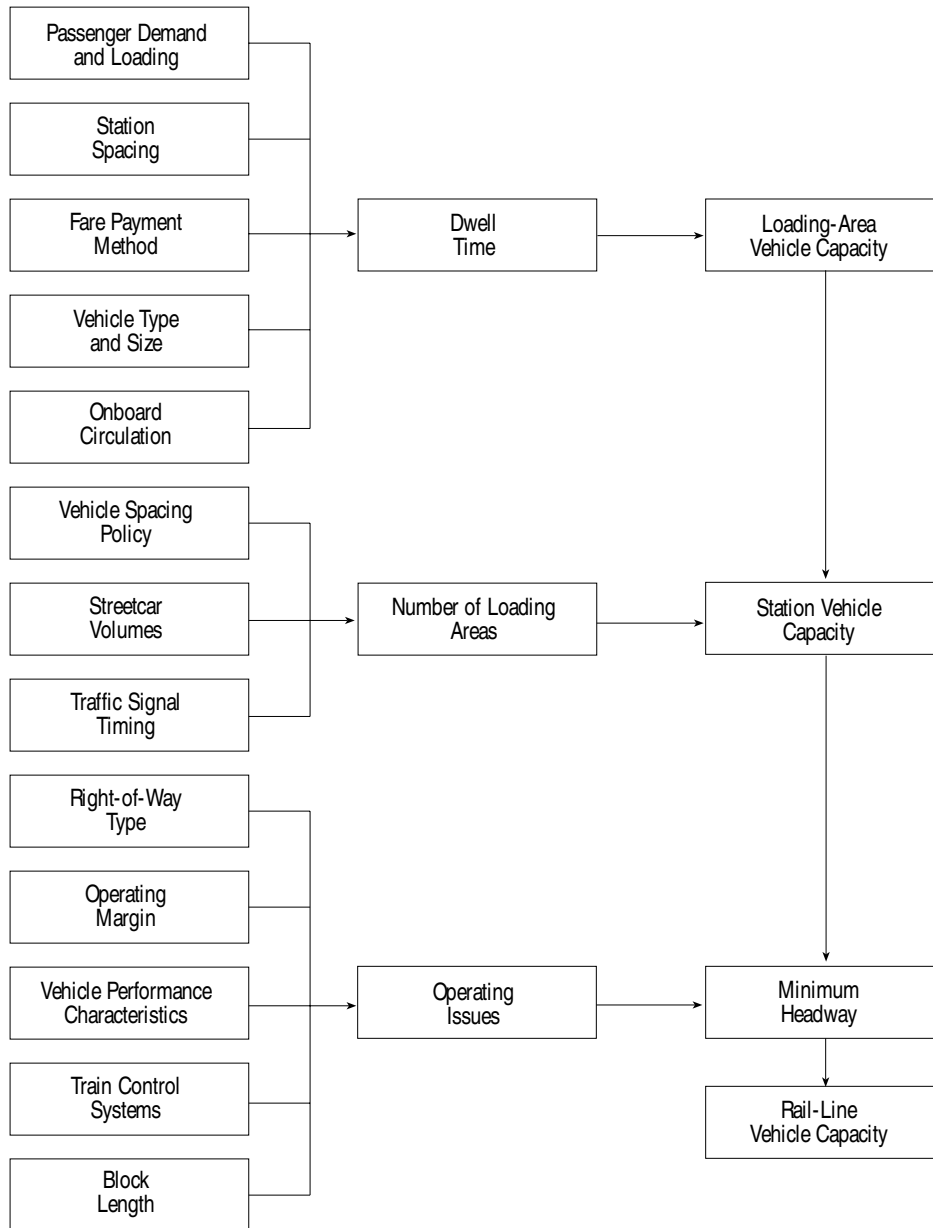 Passenger Demand
and Loading
Station
Spacing
Fare Payment
Method
Dwell
Time
Loading-Area
Vehicle Capacity
Vehicle Type
and Size
Onboard
Circulation
Vehicle Spacing
Policy
Streetcar
Volumes
Number of Loading
Areas
Station Vehicle
Capacity
Traffic Signal
Timing
Right-of-Way
Type
Operating
Margin
Vehicle Performance
Characteristics
Operating
Issues
Minimum
Headway
Train Control
Systems
Rail-Line
Vehicle Capacity
Block
Length